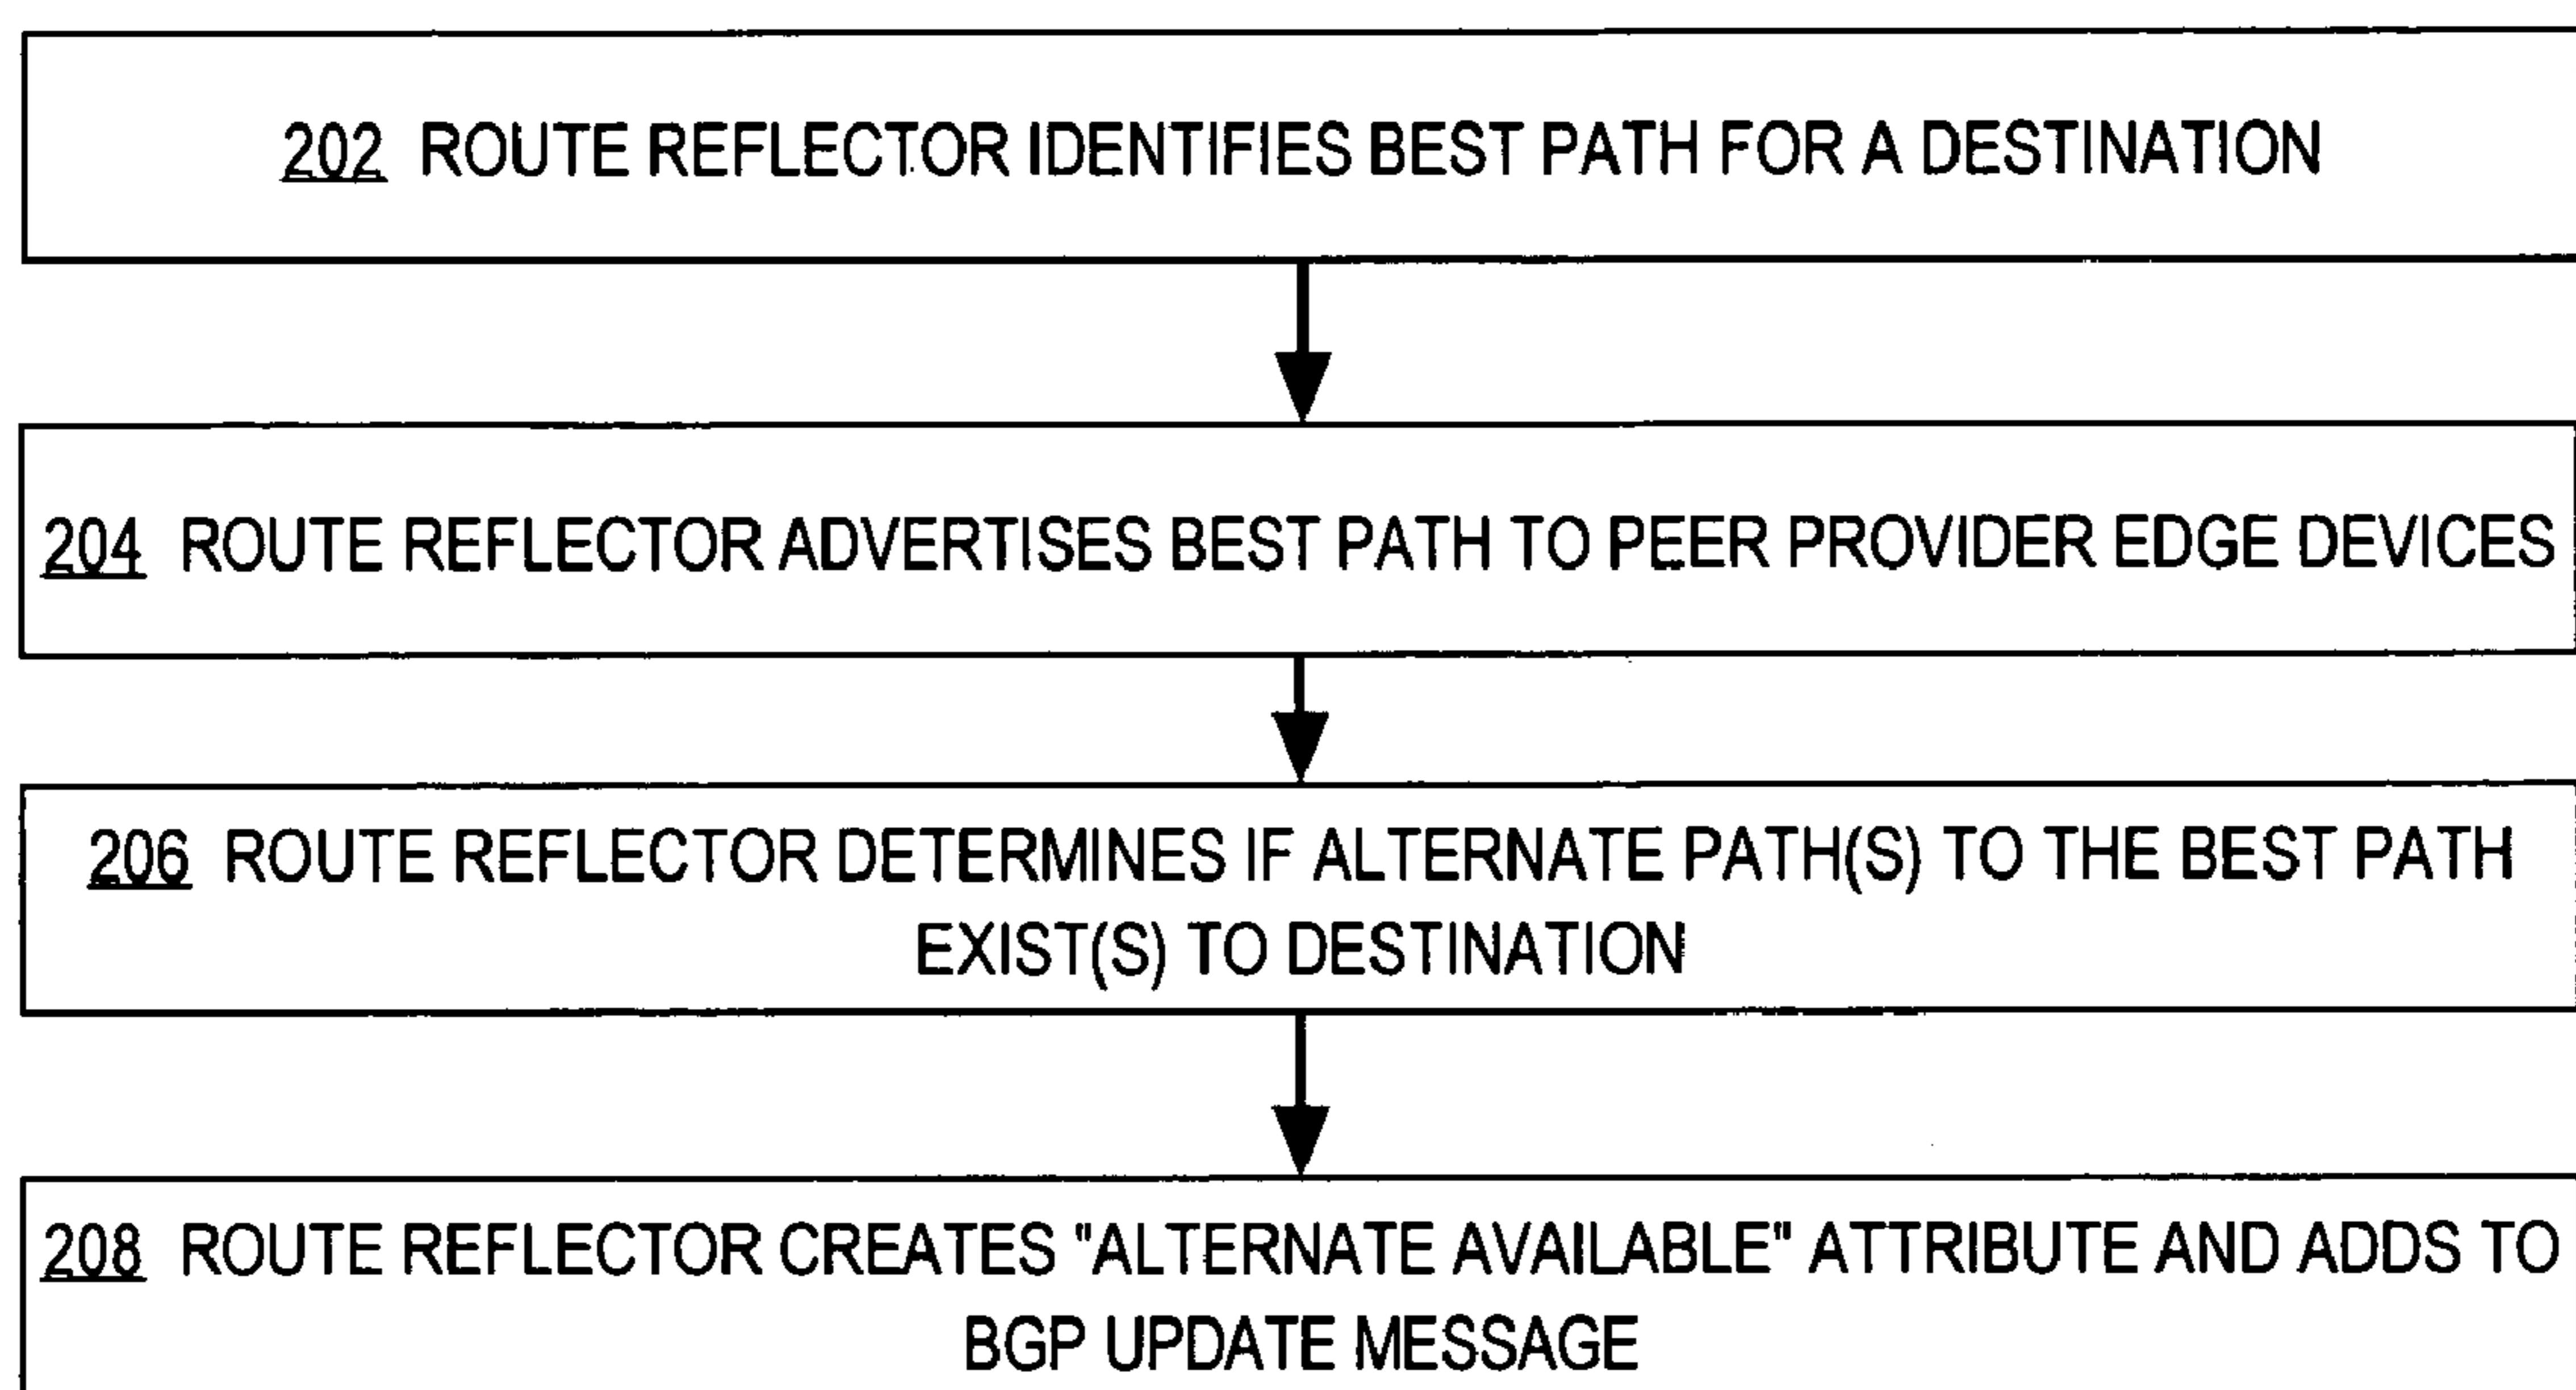 202 ROUTE REFLECTOR IDENTIFIES BEST PATH FOR A DESTINATION
204 ROUTE REFLECTOR ADVERTISES BEST PATH TO PEER PROVIDER EDGE DEVICES
206 ROUTE REFLECTOR DETERMINES IF ALTERNATE PATH(S) TO THE BEST PATH
EXIST(S) TO DESTINATION
208 ROUTE REFLECTOR CREATES "ALTERNATE AVAILABLE" ATTRIBUTE AND ADDS TO
BGP UPDATE MESSAGE